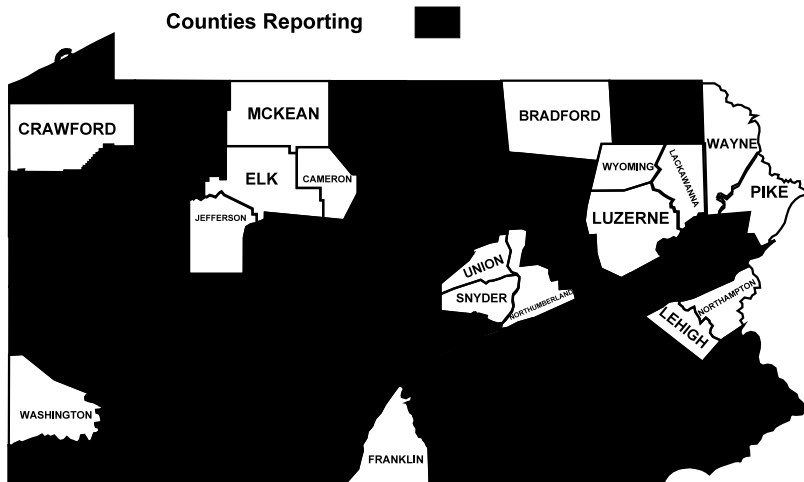 Counties Reporting
CRAWFORD
MCKEAN
BRADFORD
WAYNE
ELK
CAMERON
WYOMING
LACKAWANNA
PIKE
JEFFERSON
LUZERNE
UNION
SNYDER
NORTHUMBERLAND
NORTHAMPTON
LEHIGH
WASHINGTON
FRANKLIN